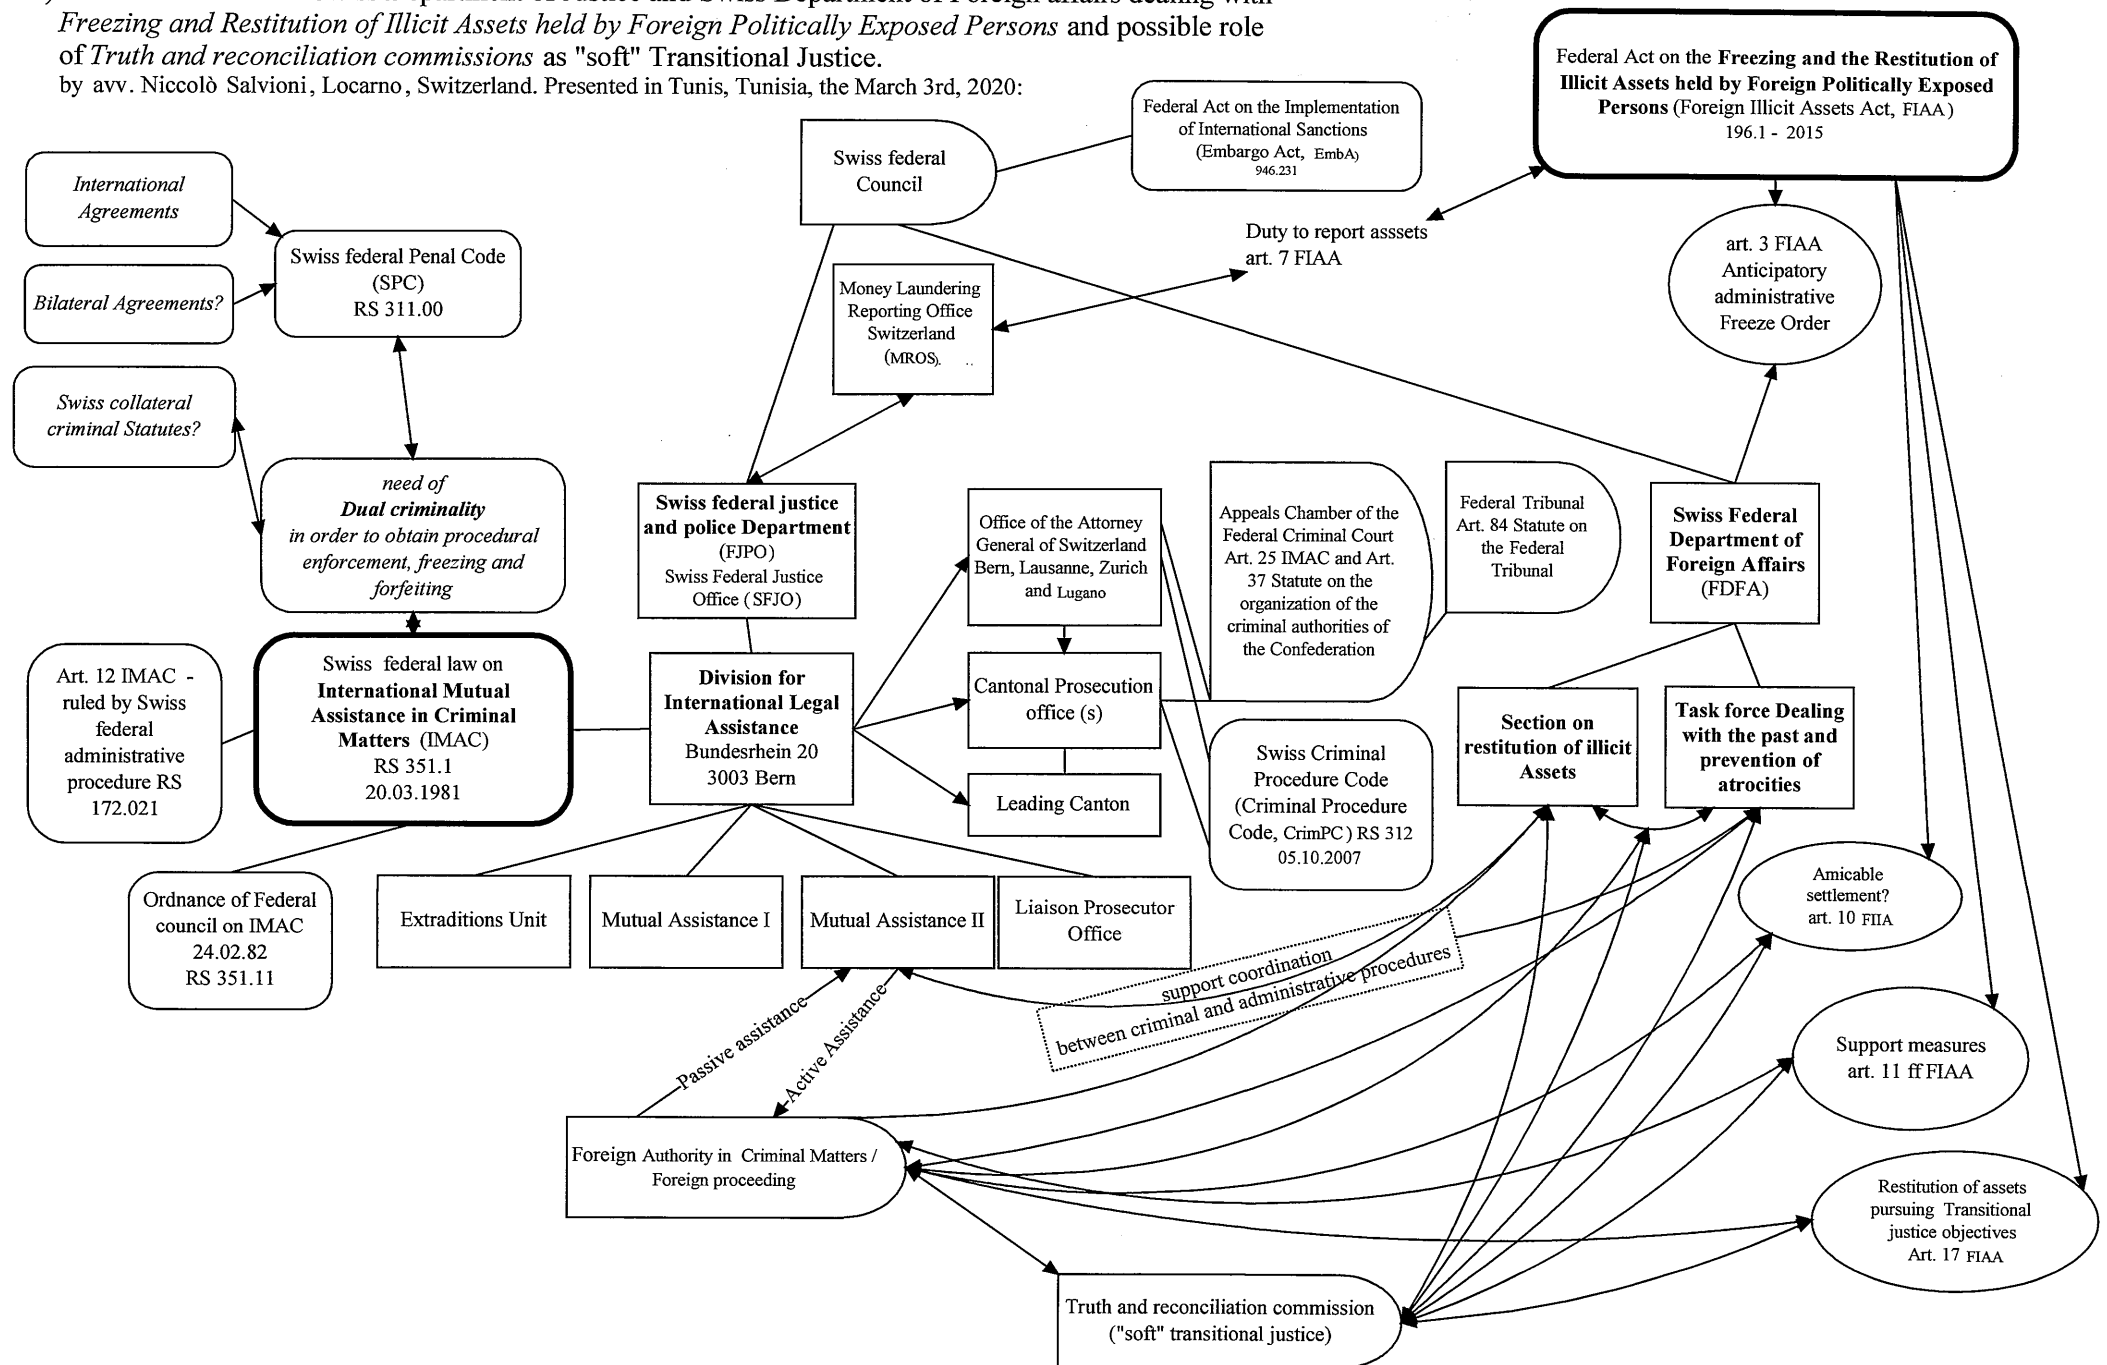 Freezing and Restitution of Illicit Assets held by Foreign Politically Exposed Persons and possible role
of Truth and reconciliation commissions as "soft" Transitional Justice.
by avv. Niccolò Salvioni, Locarno, Switzerland. Presented in Tunis, Tunisia, the March 3rd, 2020:
Federal Act on the Freezing and the Restitution of
Illicit Assets held by Foreign Politically Exposed
Persons (Foreign Illicit Assets Act, FIAA)
196.1 - 2015
Federal Act on the Implementation
of International Sanctions
(Embargo Act, EmbA)
946.231
Swiss federal
Council
International
Agreements
Bilateral Agreements?
Swiss federal Penal Code
(SPC)
RS 311.00
Swiss collateral
criminal Statutes?
Money Laundering
Reporting Office
Switzerland
(MROS).
Duty to report asssets
art. 7 FIAA
art. 3 FIAA
Anticipatory
administrative
Freeze Order
need of
Dual criminality
in order to obtain procedural
enforcement, freezing and
forfeiting
Swiss federal justice
and police Department
(FJPO)
Swiss Federal Justice
Office (SFJO)
Office of the Attorney
General of Switzerland
Bern, Lausanne, Zurich
and Lugano
Appeals Chamber of the
Federal Criminal Court
Art. 25 IMAC and Art.
37 Statute on the
organization of the
criminal authorities of
the Confederation
Federal Tribunal
Art. 84 Statute on
the Federal
Tribunal
Swiss Federal
Department of
Foreign Affairs
(FDFA)
Art. 12 IMAC -
ruled by Swiss
federal
administrative
procedure RS
172.021
Swiss federal law on
International Mutual
Assistance in Criminal
Matters (IMAC)
RS 351.1
20.03.1981
Division for
International Legal
Assistance
Bundesrhein 20
3003 Bern
Cantonal Prosecution
office (s)
Leading Canton
Swiss Criminal
Procedure Code
(Criminal Procedure
Code, CrimPC) RS 312
05.10.2007
Section on
restitution of illicit
Assets
Task force Dealing
with the past and
prevention of
atrocities
Ordnance of Federal
council on IMAC
24.02.82
RS 351.11
Extraditions Unit
Mutual Assistance I
Mutual Assistance II
Liaison Prosecutor
Office
Amicable
settlement?
art. 10 FIIA
support coordination
between criminal and administrative procedures
Passive assistance
Active Assistance
Support measures
art. 11 ff FIAA
Foreign Authority in Criminal Matters /
Foreign proceeding
Restitution of assets
pursuing Transitional
justice objectives
Art. 17 FIAA
Truth and reconciliation commission
("soft" transitional justice)